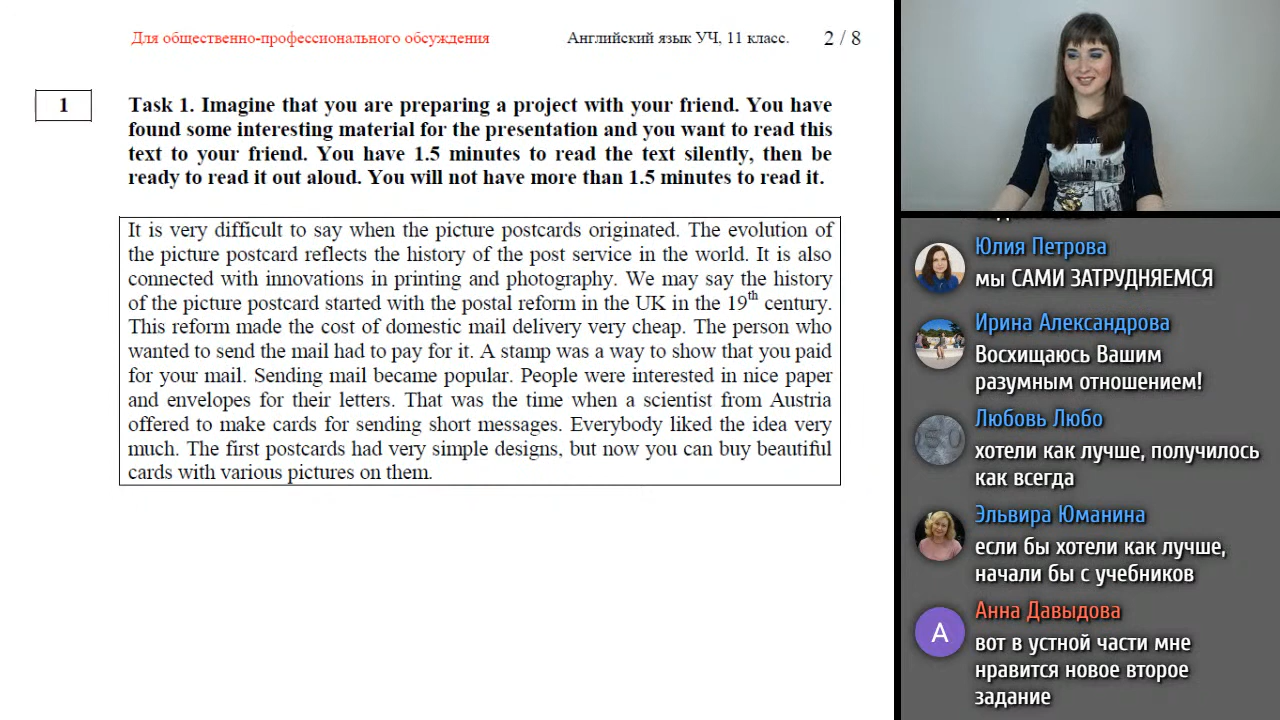 Для общественно-профессионального обсуждения
Английский язык УЧ, 11 класс.
2 / 8
1
Task 1. Imagine that you are preparing a project with your friend. You have
found some interesting material for the presentation and you want to read this
text to your friend. You have 1.5 minutes to read the text silently, then be
ready to read it out aloud. You will not have more than 1.5 minutes to read it.
It is very difficult to say when the picture postcards originated. The evolution of
the picture postcard reflects the history of the post service in the world. It is also
connected with innovations in printing and photography. We may say the history
of the picture postcard started with the postal reform in the UK in the 19th century.
This reform made the cost of domestic mail delivery very cheap. The person who
wanted to send the mail had to pay for it. A stamp was a way to show that you paid
for your mail. Sending mail became popular. People were interested in nice paper
and envelopes for their letters. That was the time when a scientist from Austria
offered to make cards for sending short messages. Everybody liked the idea very
much. The first postcards had very simple designs, but now you can buy beautiful
cards with various pictures on them.
Юлия Петрова
мы САМИ ЗАТРУДНЯЕМСЯ
Ирина Александрова
Восхищаюсь Вашим
разумным отношением!
Любовь Любо
хотели как лучше, получилось
как всегда
Эльвира Юманина
если бы хотели как лучше,
начали бы с учебников
А
Анна Давыдова
вот в устной части мне
нравится новое второе
задание